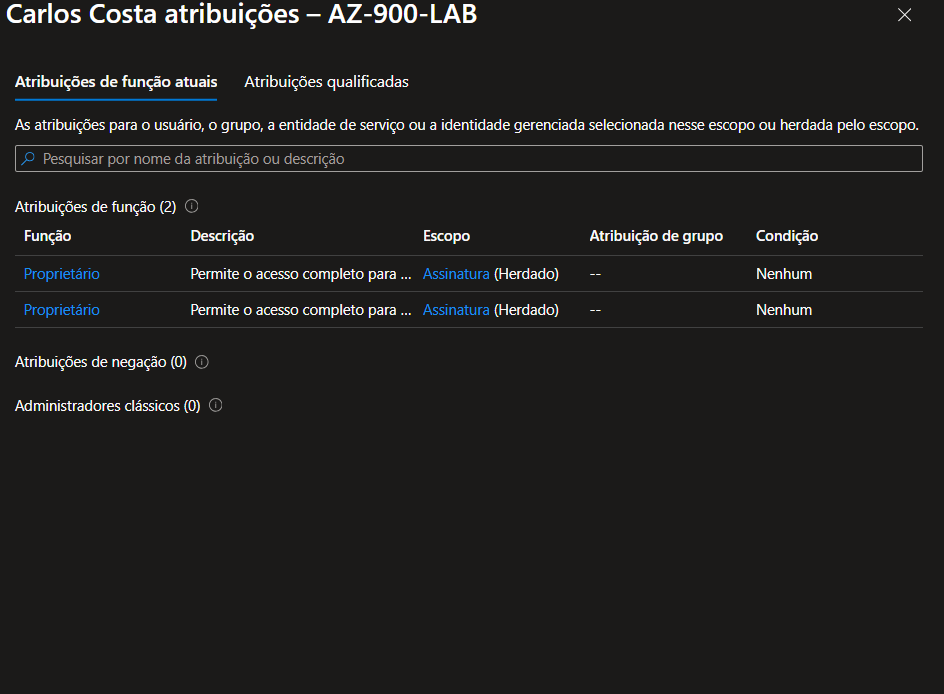 Carlos Costa atribuições – AZ-900-LAB
Atribuições de função atuais Atribuições qualificadas
As atribuições para o usuário, o grupo, a entidade de serviço ou a identidade gerenciada selecionada nesse escopo ou herdada pelo escopo.
Pesquisar por nome da atribuição ou descrição
Atribuições de função (2)
Função Descrição Escopo Atribuição de grupo Condição
Proprietário Permite o acesso completo para ... Assinatura (Herdado) -- Nenhum
Proprietário Permite o acesso completo para ... Assinatura (Herdado) -- Nenhum
Atribuições de negação (0)
Administradores clássicos (0)